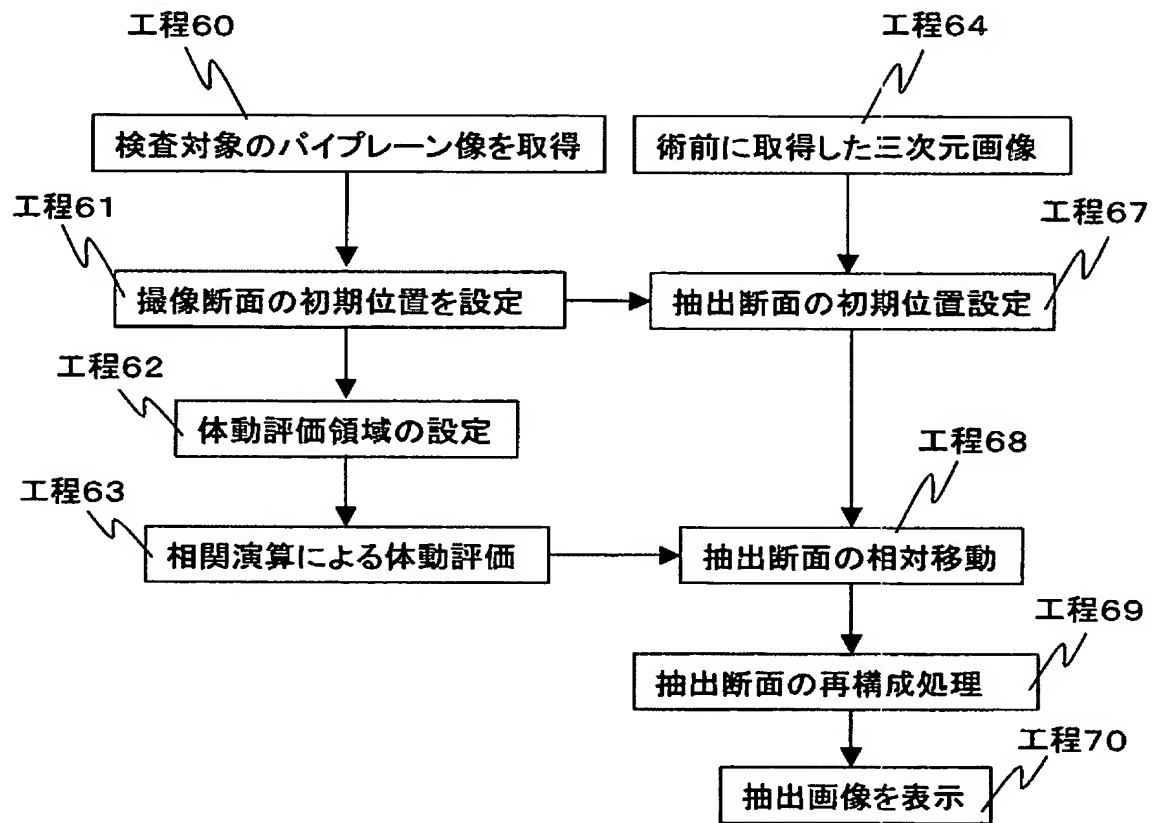 工程60
工程64
検査対象のバイプレーン像を取得
術前に取得した三次元画像
工程61
工程67
撮像断面の初期位置を設定
抽出断面の初期位置設定
工程62
体動評価領域の設定
工程68
工程63
相関演算による体動評価
抽出断面の相対移動
工程69
抽出断面の再構成処理
工程70
抽出画像を表示